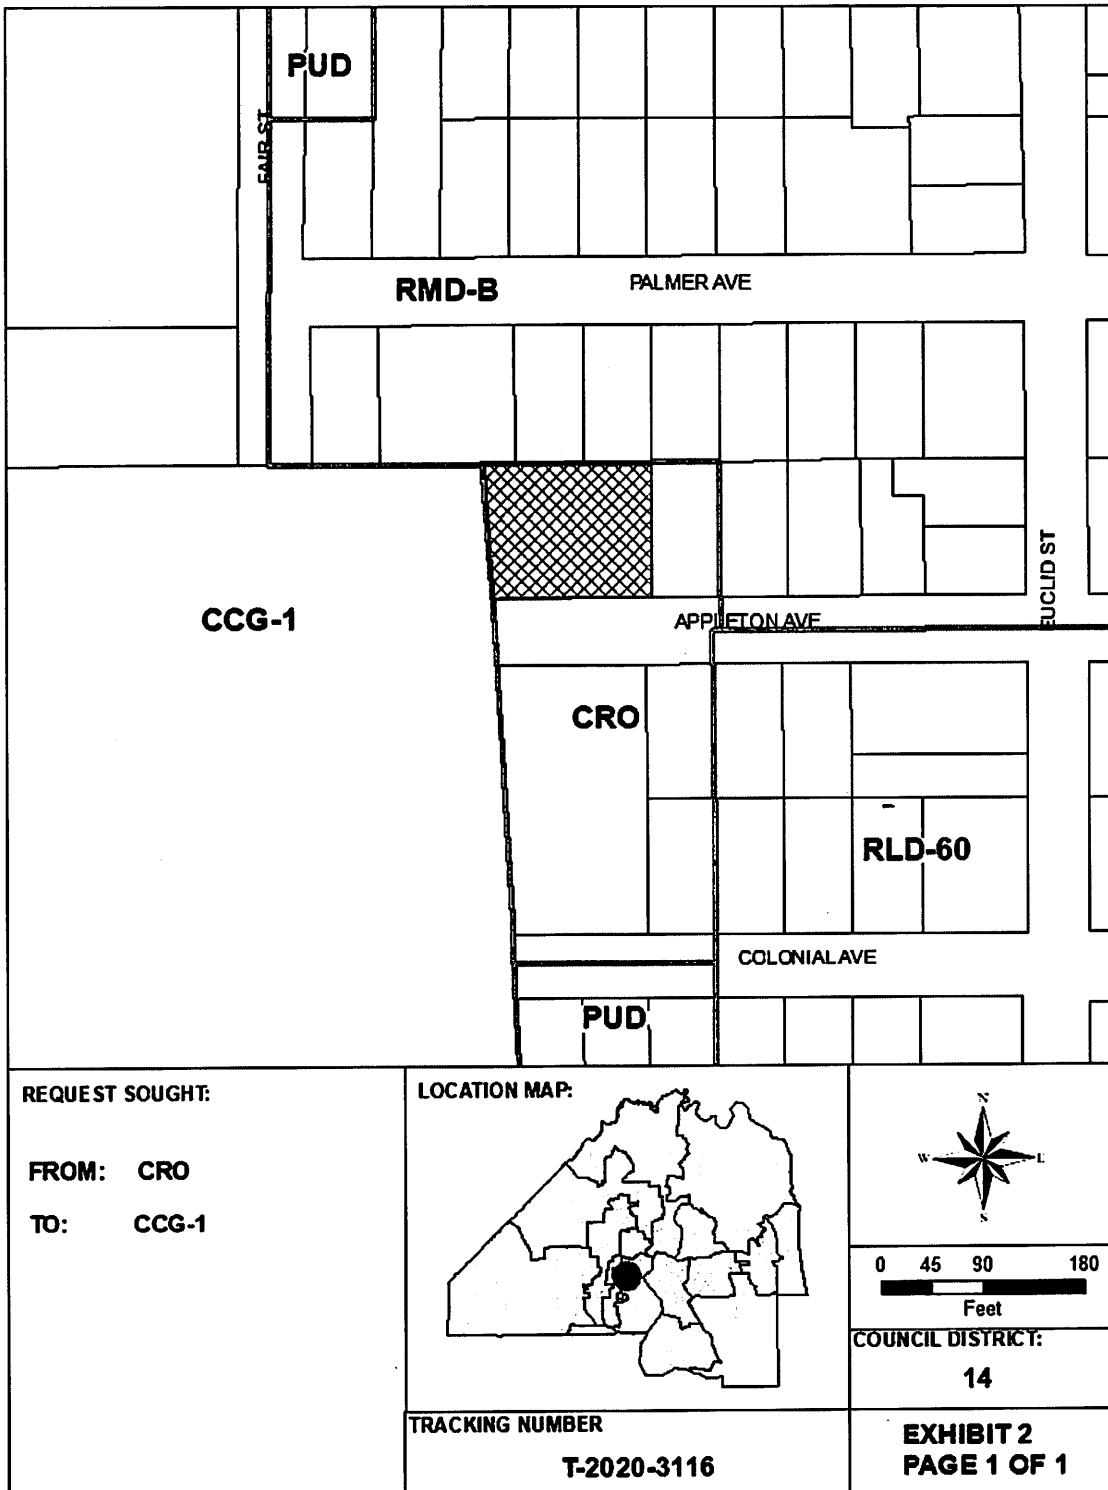 PUD
FAIR ST
RMD-B
PALMER AVE
CCG-1
APPLETON AVE
EUCLID ST
CRO
RLD-60
COLONIAL AVE
PUD
REQUEST SOUGHT:
FROM: CRO
TO: CCG-1
LOCATION MAP:
N
W E
S
0 45 90 180
Feet
COUNCIL DISTRICT:
14
TRACKING NUMBER
T-2020-3116
EXHIBIT 2
PAGE 1 OF 1